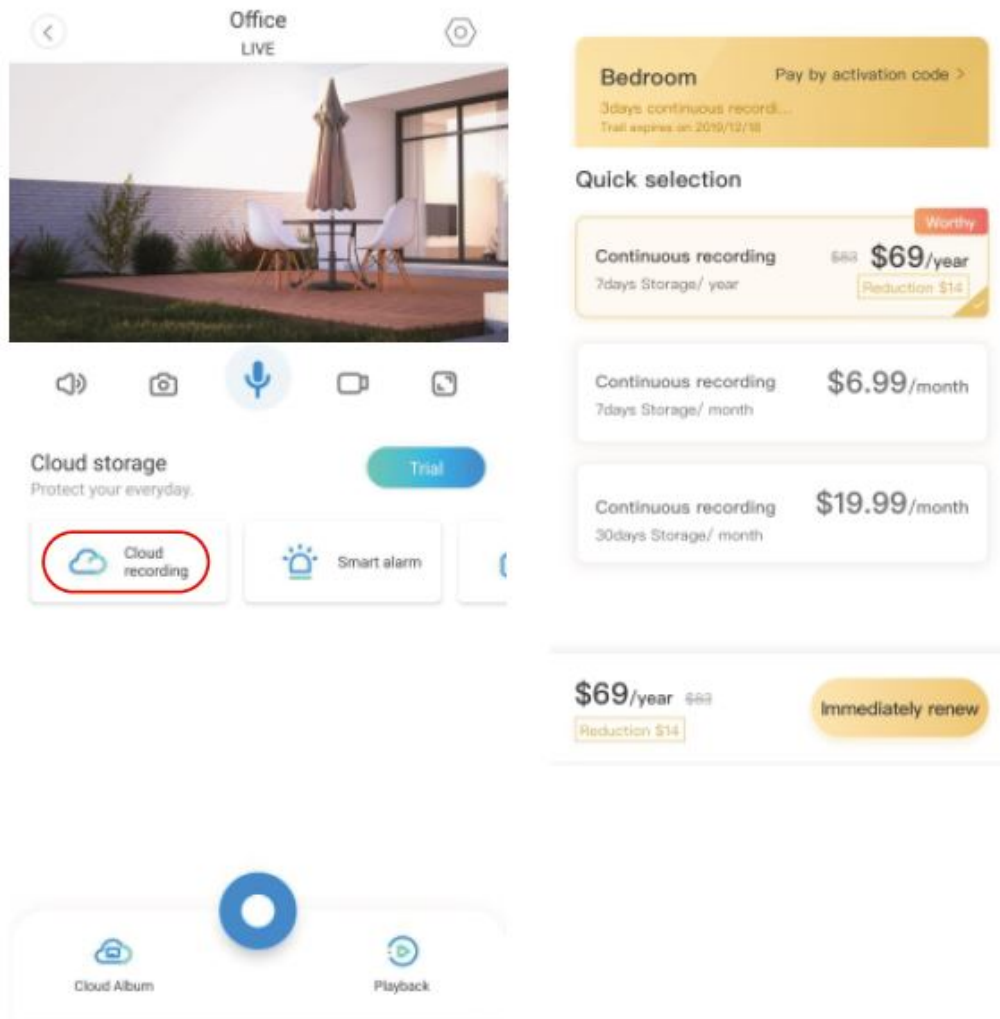 Office
LIVE
Cloud storage
Trial
Protect your everyday.
Cloud
recording
Smart alarm
Cloud Album
Playback
Bedroom
Pay by activation code >
3days continuous recordi...
Trail expires on 2019/12/18
Quick selection
Worthy
Continuous recording
$83 $69/year
7days Storage/ year
Reduction $14
Continuous recording
$6.99/month
7days Storage/ month
Continuous recording
$19.99/month
30days Storage/ month
$69/year $83
Reduction $14
Immediately renew